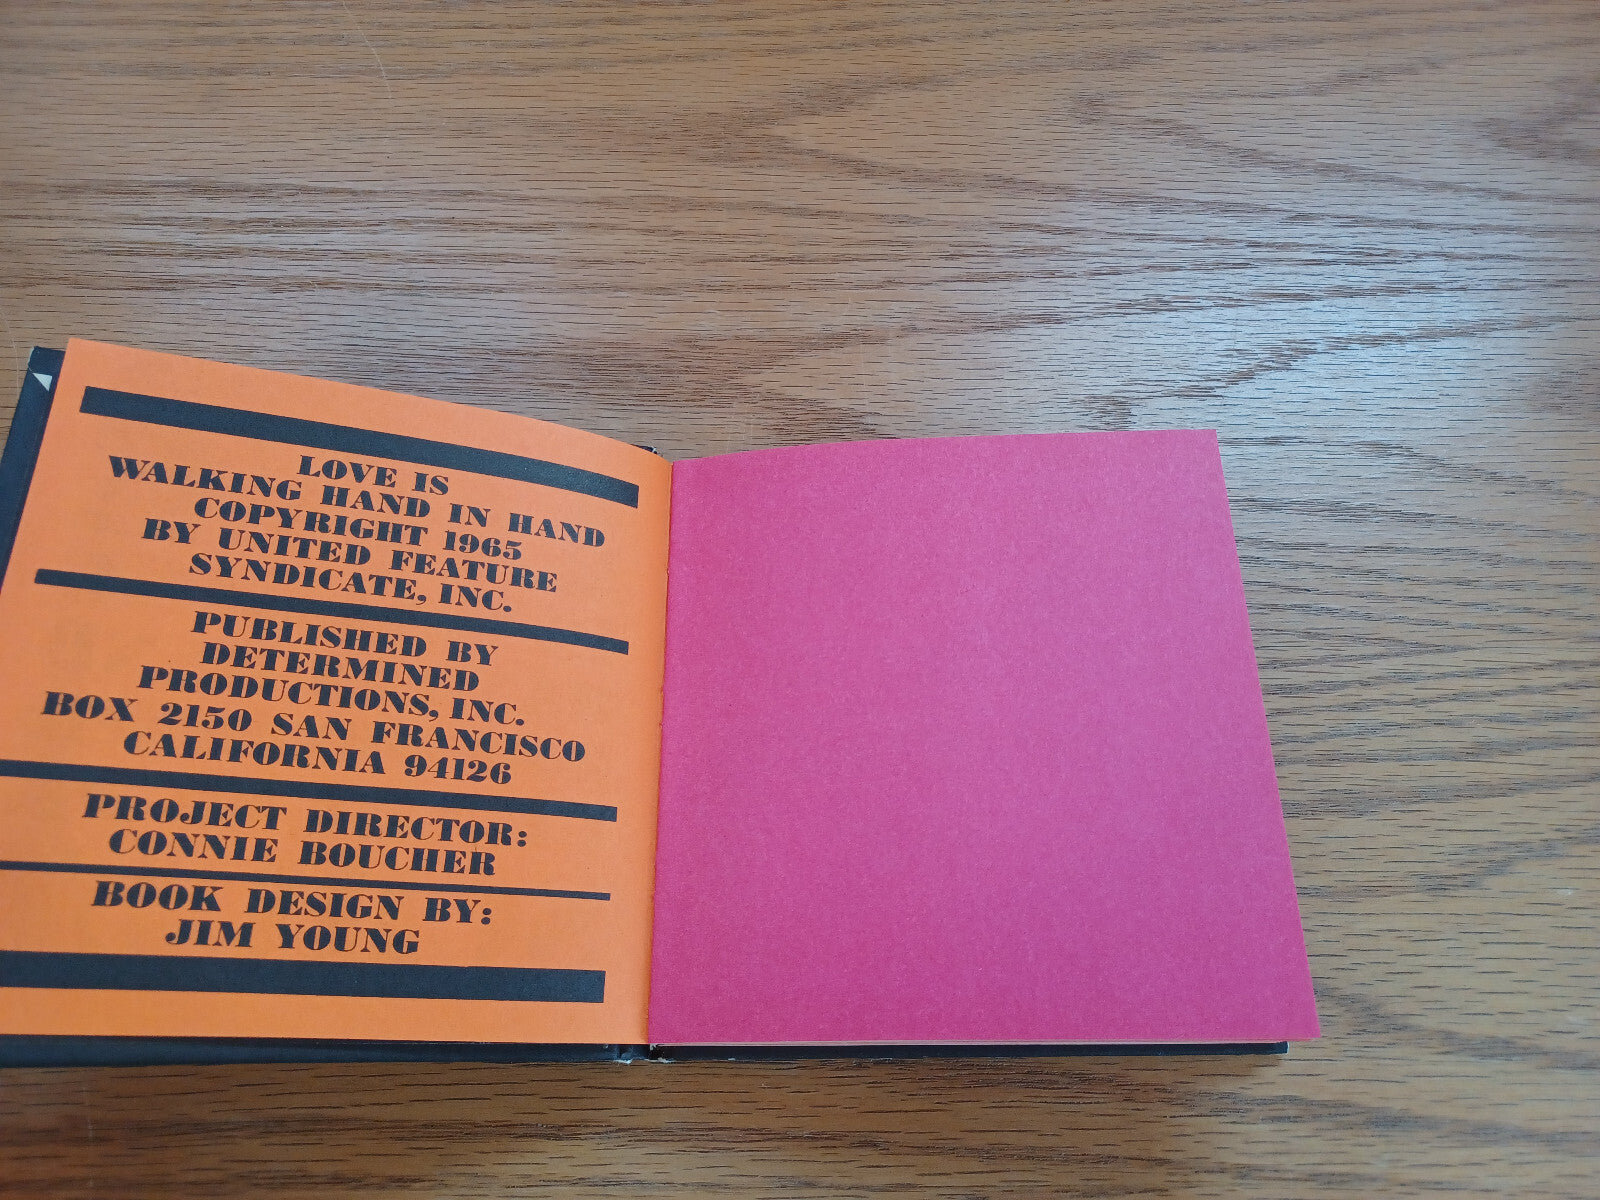 LOVE IS
WALKING HAND IN HAND
COPYRIGHT 1965
BY UNITED FEATURE
SYNDICATE, INC.
PUBLISHED BY
DETERMINED
PRODUCTIONS, INC.
BOX 2150 SAN FRANCISCO
CALIFORNIA 94126
PROJECT DIRECTOR:
CONNIE BOUCHER
BOOK DESIGN BY:
JIM YOUNG